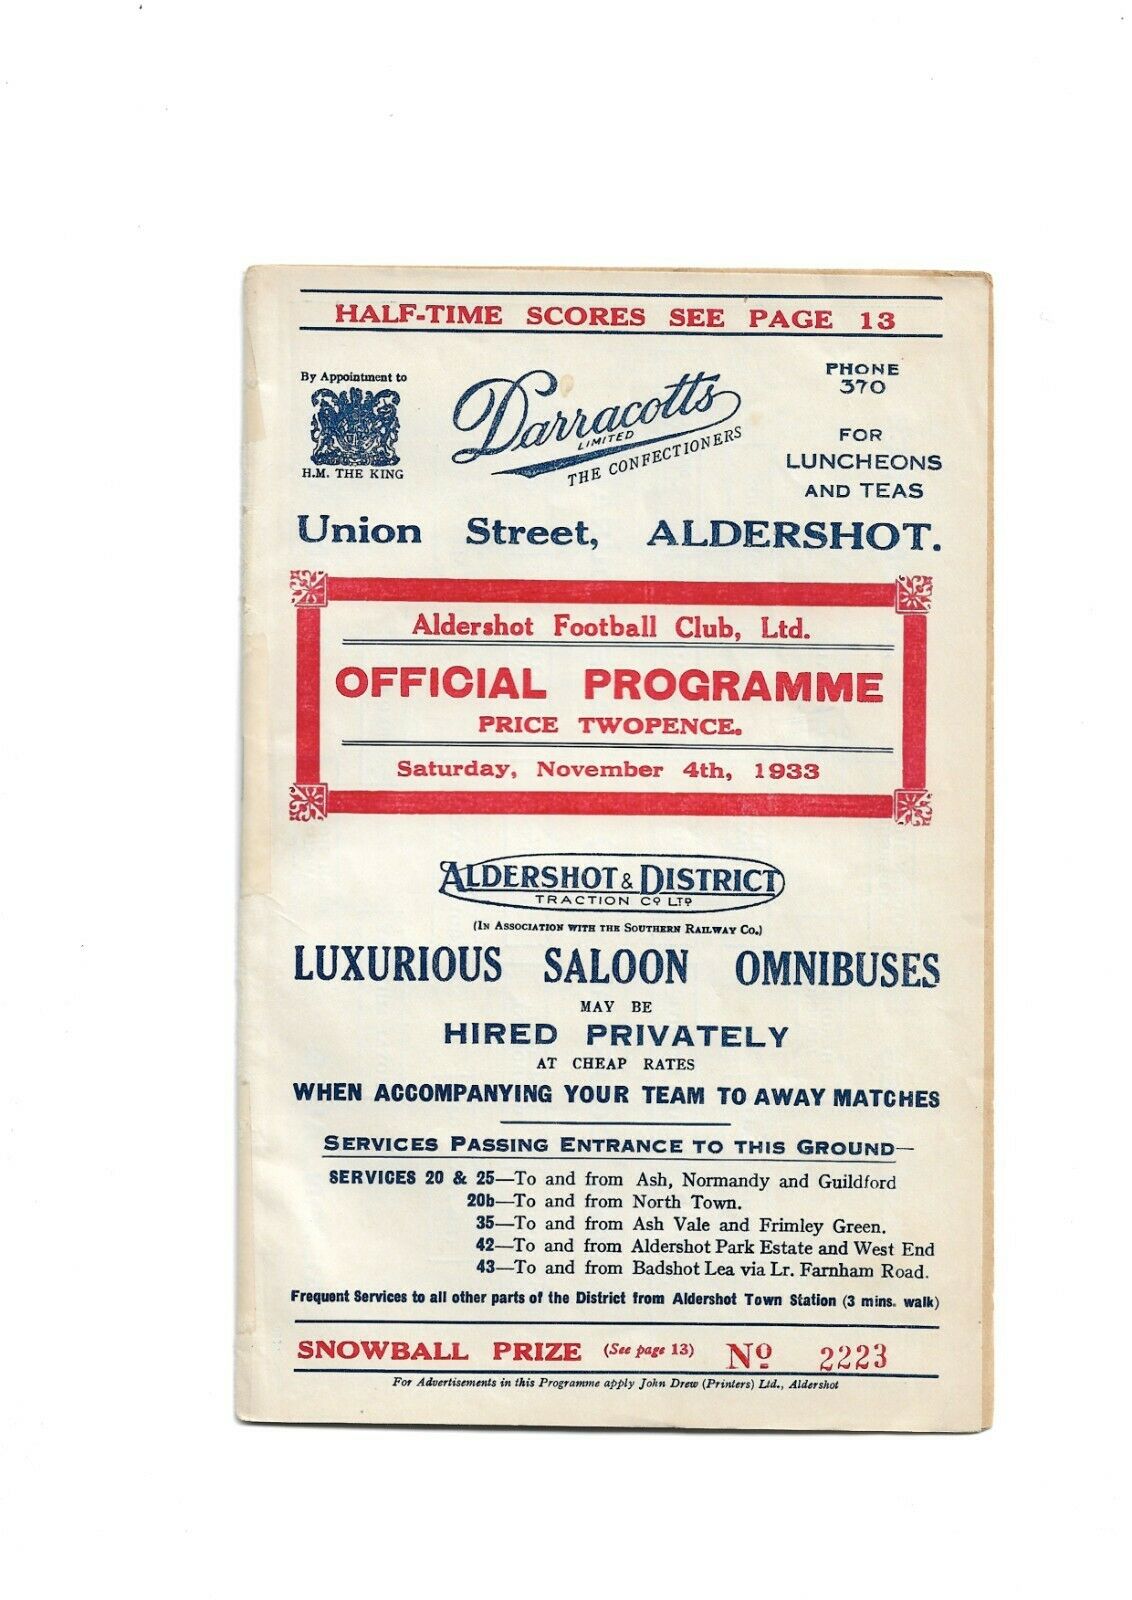 HALF-TIME SCORES SEE PAGE 13
By Appointment to
H.M. THE KING
Darracotts
LIMITED
THE CONFECTIONERS
PHONE
370
FOR
LUNCHEONS
AND TEAS
Union Street, ALDERSHOT.
Aldershot Football Club, Ltd.
OFFICIAL PROGRAMME
PRICE TWOPENCE.
Saturday, November 4th, 1933
ALDERSHOT & DISTRICT
TRACTION CO LTD
(IN ASSOCIATION WITH THE SOUTHERN RAILWAY CO.)
LUXURIOUS SALOON OMNIBUSES
MAY BE
HIRED PRIVATELY
AT CHEAP RATES
WHEN ACCOMPANYING YOUR TEAM TO AWAY MATCHES
SERVICES PASSING ENTRANCE TO THIS GROUND—
SERVICES 20 & 25—To and from Ash, Normandy and Guildford
20b—To and from North Town.
35—To and from Ash Vale and Frimley Green.
42—To and from Aldershot Park Estate and West End
43—To and from Badshot Lea via Lr. Farnham Road.
Frequent Services to all other parts of the District from Aldershot Town Station (3 mins. walk)
SNOWBALL PRIZE (See page 13) No 2223
For Advertisements in this Programme apply John Drew (Printers) Ltd., Aldershot